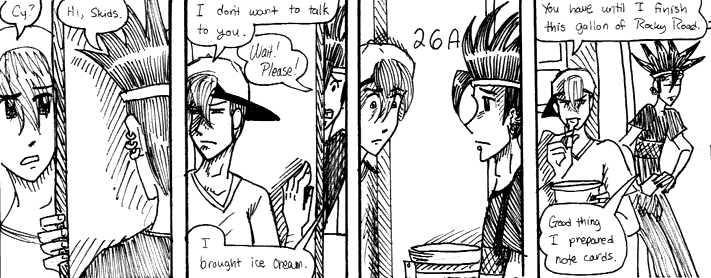 Cy?
Hi, Skids.
I don't want to talk
to you.
Wait!
Please!
I
brought ice cream.
26A
You have until I finish
this gallon of Rocky Road.
Good thing
I prepared
note cards.